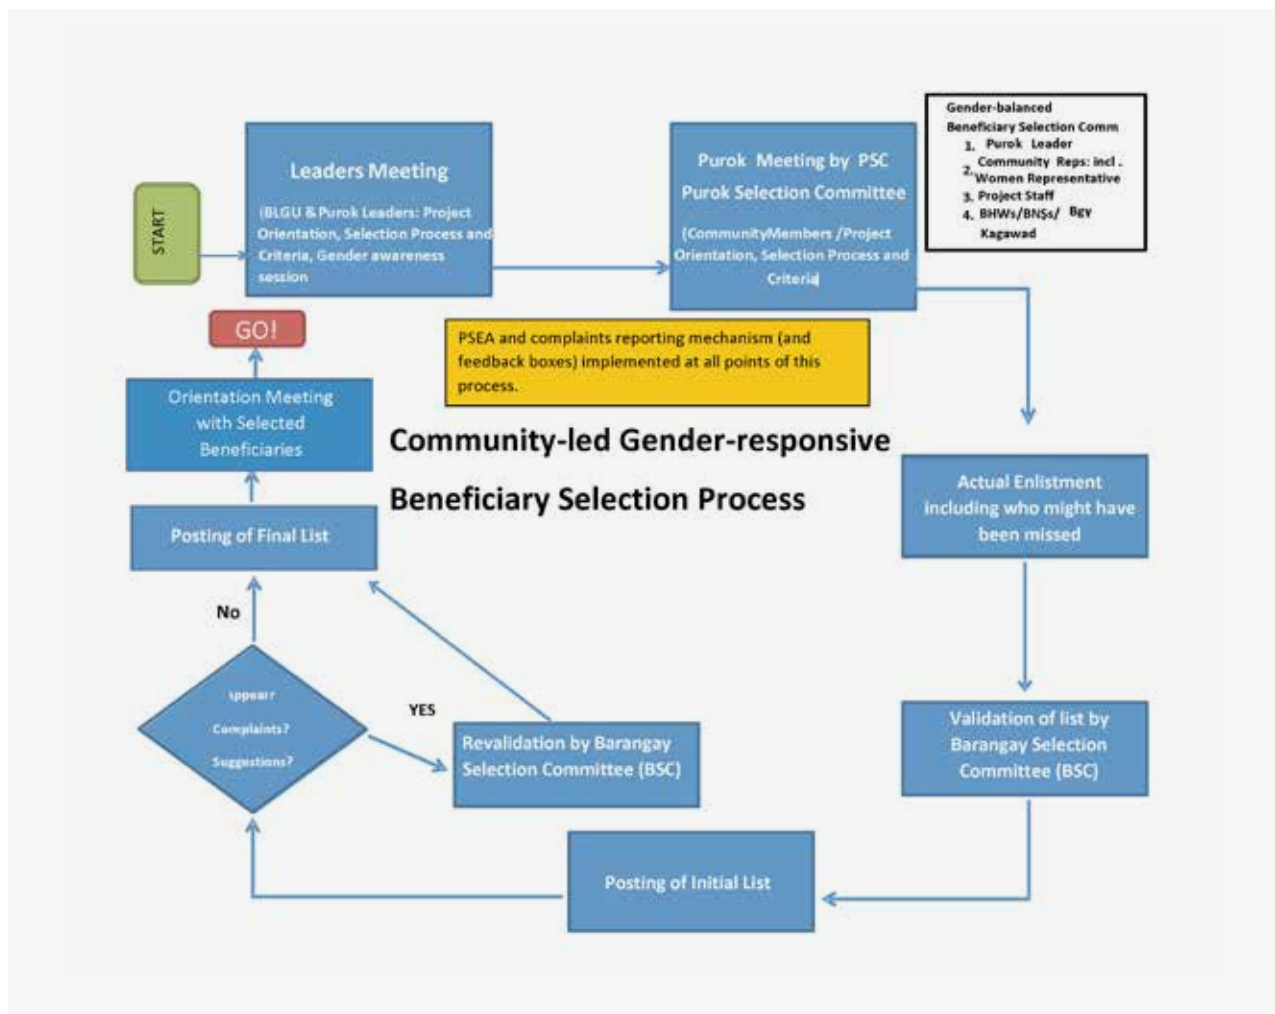 START
Leaders Meeting
(BLGU & Purok Leaders: Project
Orientation, Selection Process and
Criteria, Gender awareness
session
Purok Meeting by PSC
Purok Selection Committee
(CommunityMembers /Project
Orientation, Selection Process and
Criteria
Gender-balanced
Beneficiary Selection Comm
1. Purok Leader
2. Community Reps: incl .
Women Representative
3. Project Staff
4. BHWs/BNSs/ Bgy
Kagawad
GO!
PSEA and complaints reporting mechanism (and
feedback boxes) implemented at all points of this
process.
Orientation Meeting
with Selected
Beneficiaries
Community-led Gender-responsive
Beneficiary Selection Process
Actual Enlistment
including who might have
been missed
Posting of Final List
No
Complaints?
Suggestions?
YES
Revalidation by Barangay
Selection Committee (BSC)
Validation of list by
Barangay Selection
Committee (BSC)
Posting of Initial List